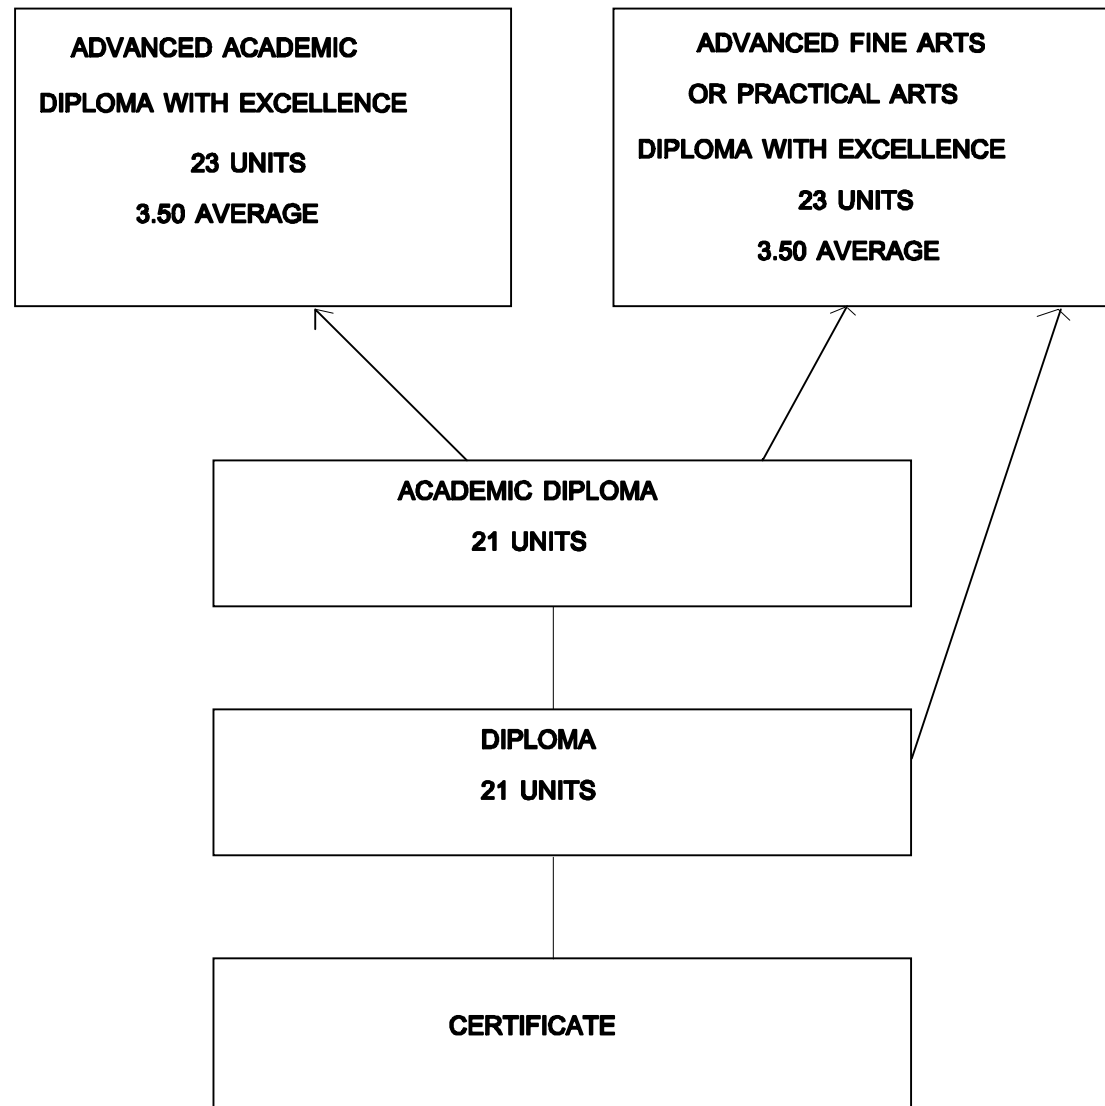 ADVANCED ACADEMIC
DIPLOMA WITH EXCELLENCE
23 UNITS
3.50 AVERAGE
ADVANCED FINE ARTS
OR PRACTICAL ARTS
DIPLOMA WITH EXCELLENCE
23 UNITS
3.50 AVERAGE
ACADEMIC DIPLOMA
21 UNITS
DIPLOMA
21 UNITS
CERTIFICATE